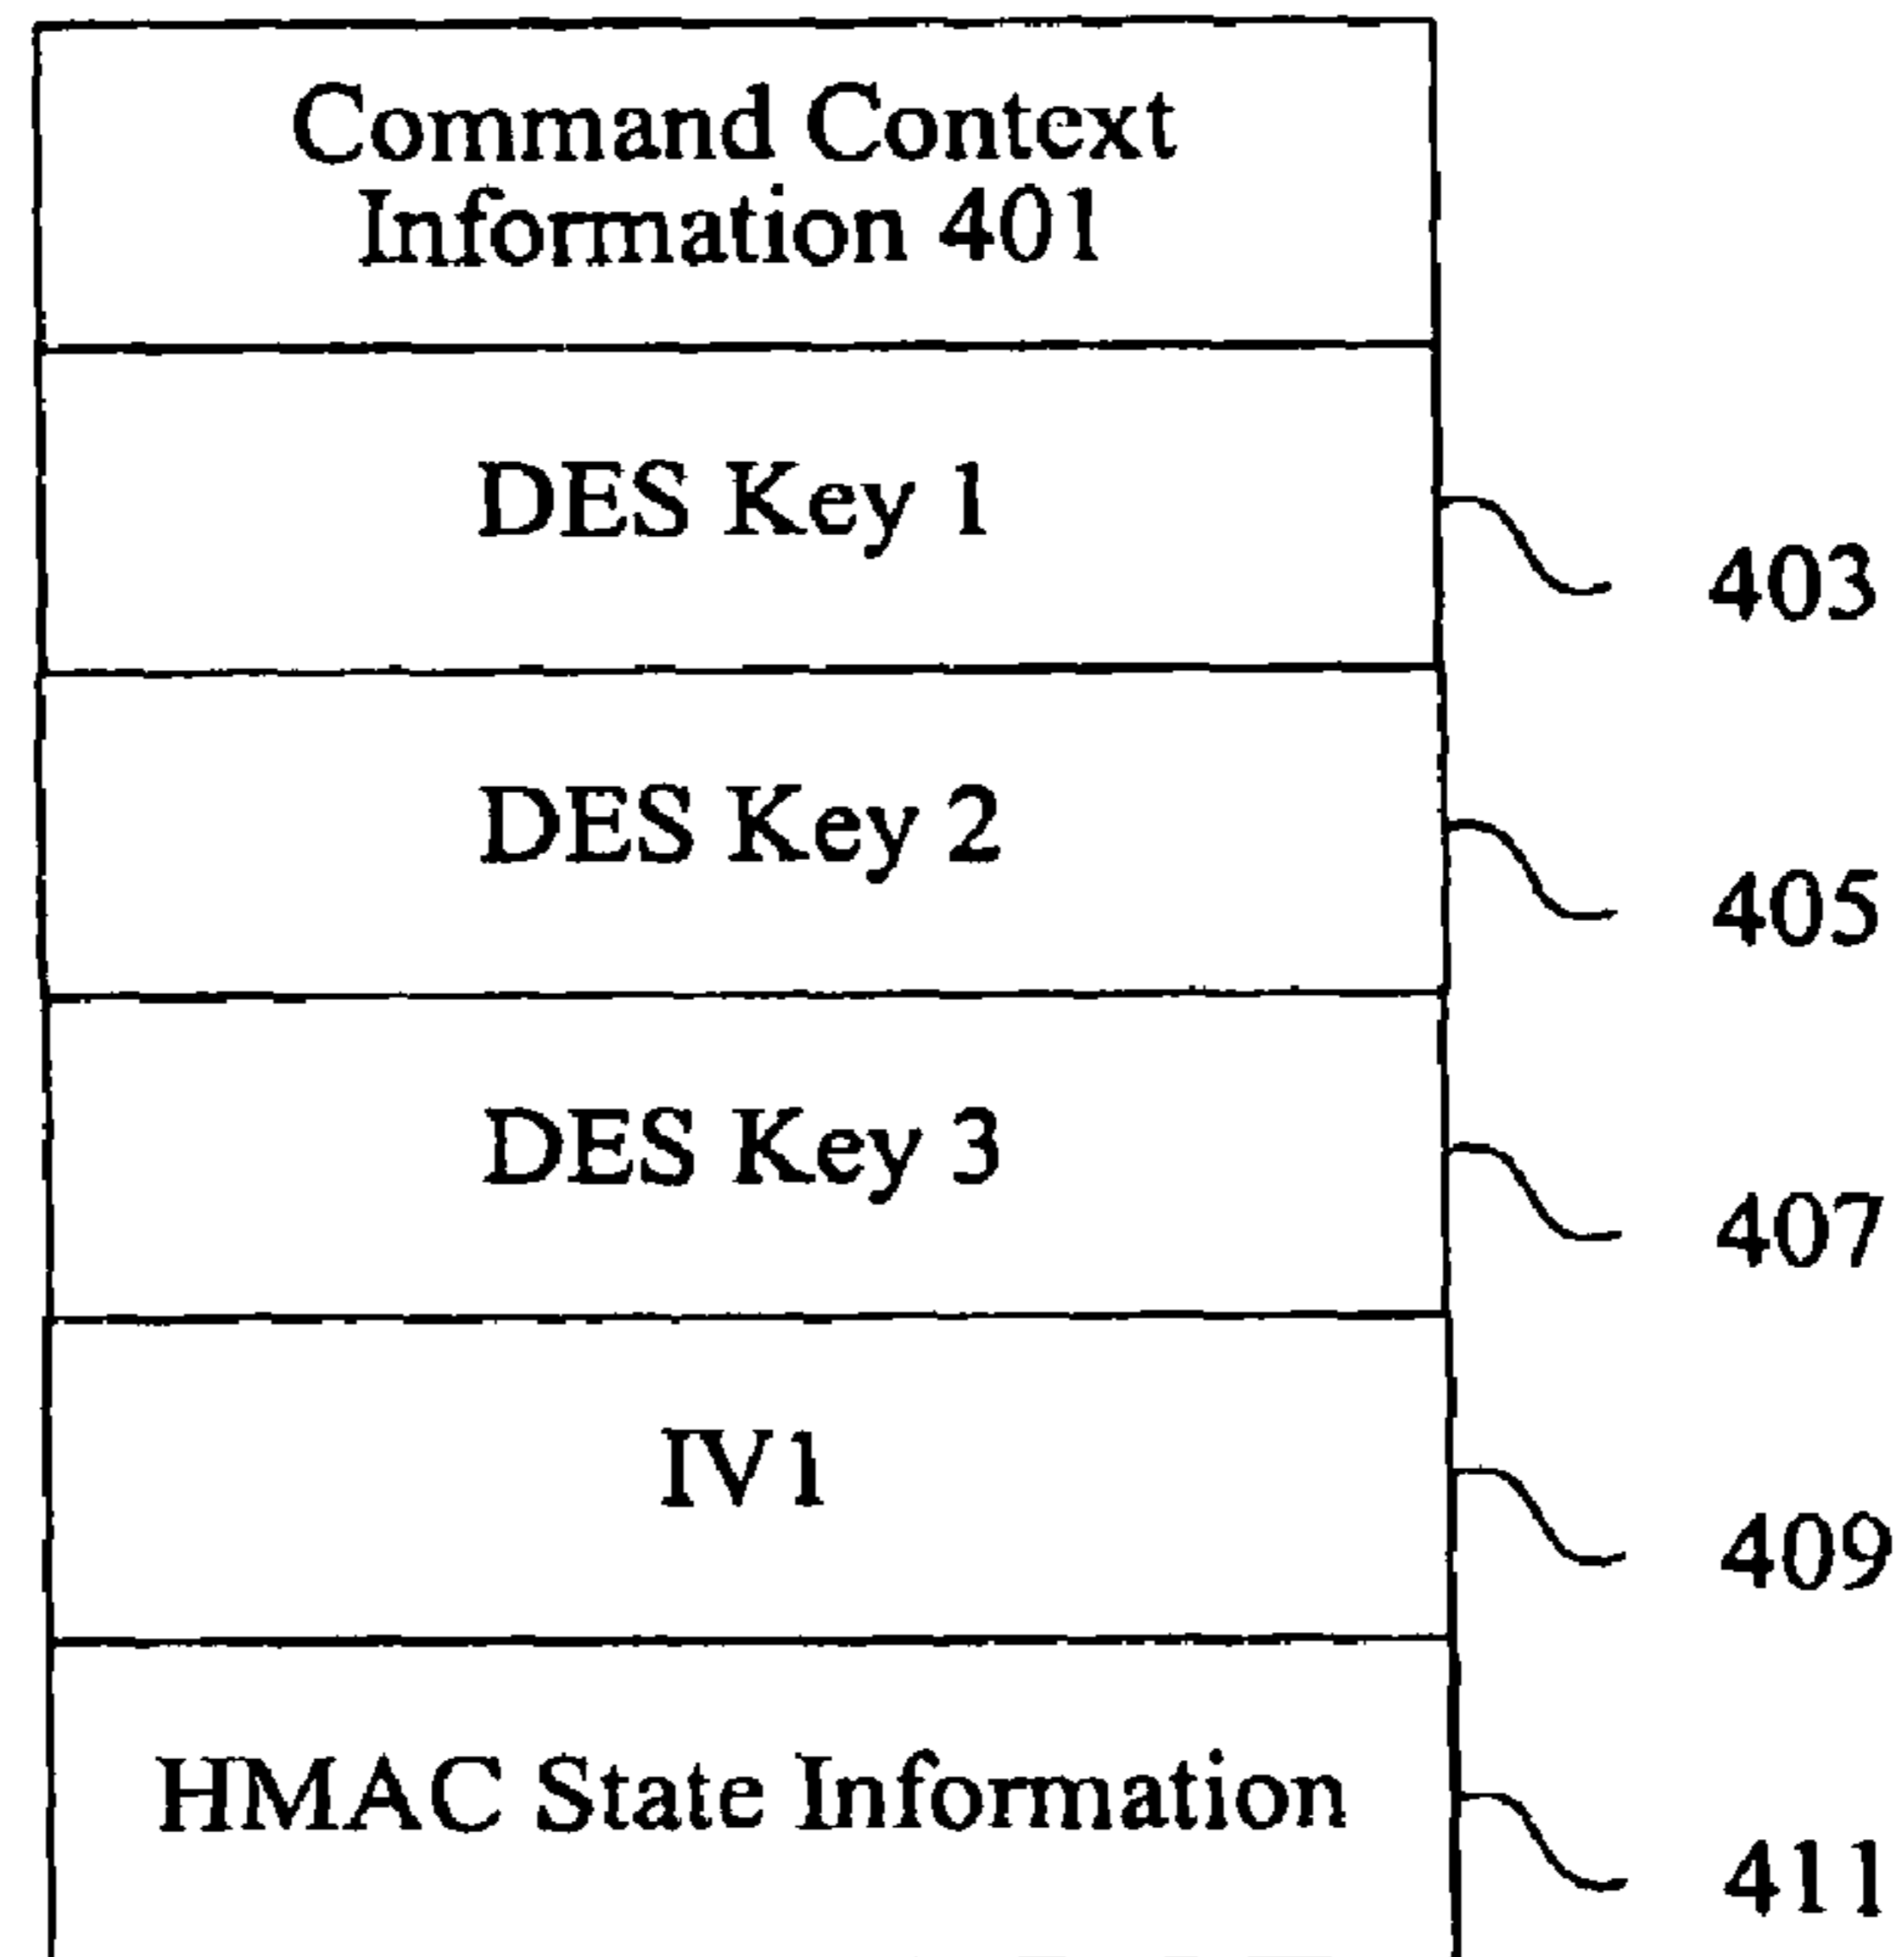 Command Context
Information 401
DES Key 1
403
DES Key 2
405
DES Key 3
407
IV1
409
HMAC State Information
411